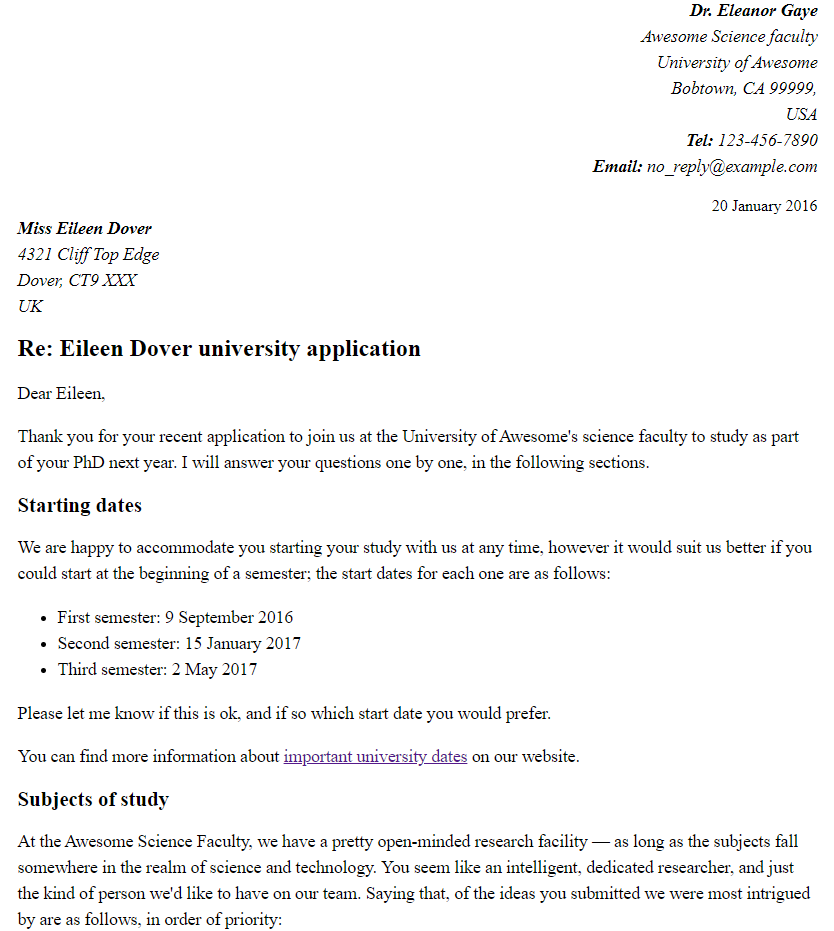 Dr. Eleanor Gaye
Awesome Science faculty
University of Awesome
Bobtown, CA 99999,
USA
Tel: 123-456-7890
Email: no_reply@example.com
20 January 2016
Miss Eileen Dover
4321 Cliff Top Edge
Dover, CT9 XXX
UK
Re: Eileen Dover university application
Dear Eileen,
Thank you for your recent application to join us at the University of Awesome's science faculty to study as part
of your PhD next year. I will answer your questions one by one, in the following sections.
Starting dates
We are happy to accommodate you starting your study with us at any time, however it would suit us better if you
could start at the beginning of a semester; the start dates for each one are as follows:
• First semester: 9 September 2016
• Second semester: 15 January 2017
• Third semester: 2 May 2017
Please let me know if this is ok, and if so which start date you would prefer.
You can find more information about important university dates on our website.
Subjects of study
At the Awesome Science Faculty, we have a pretty open-minded research facility — as long as the subjects fall
somewhere in the realm of science and technology. You seem like an intelligent, dedicated researcher, and just
the kind of person we'd like to have on our team. Saying that, of the ideas you submitted we were most intrigued
by are as follows, in order of priority: